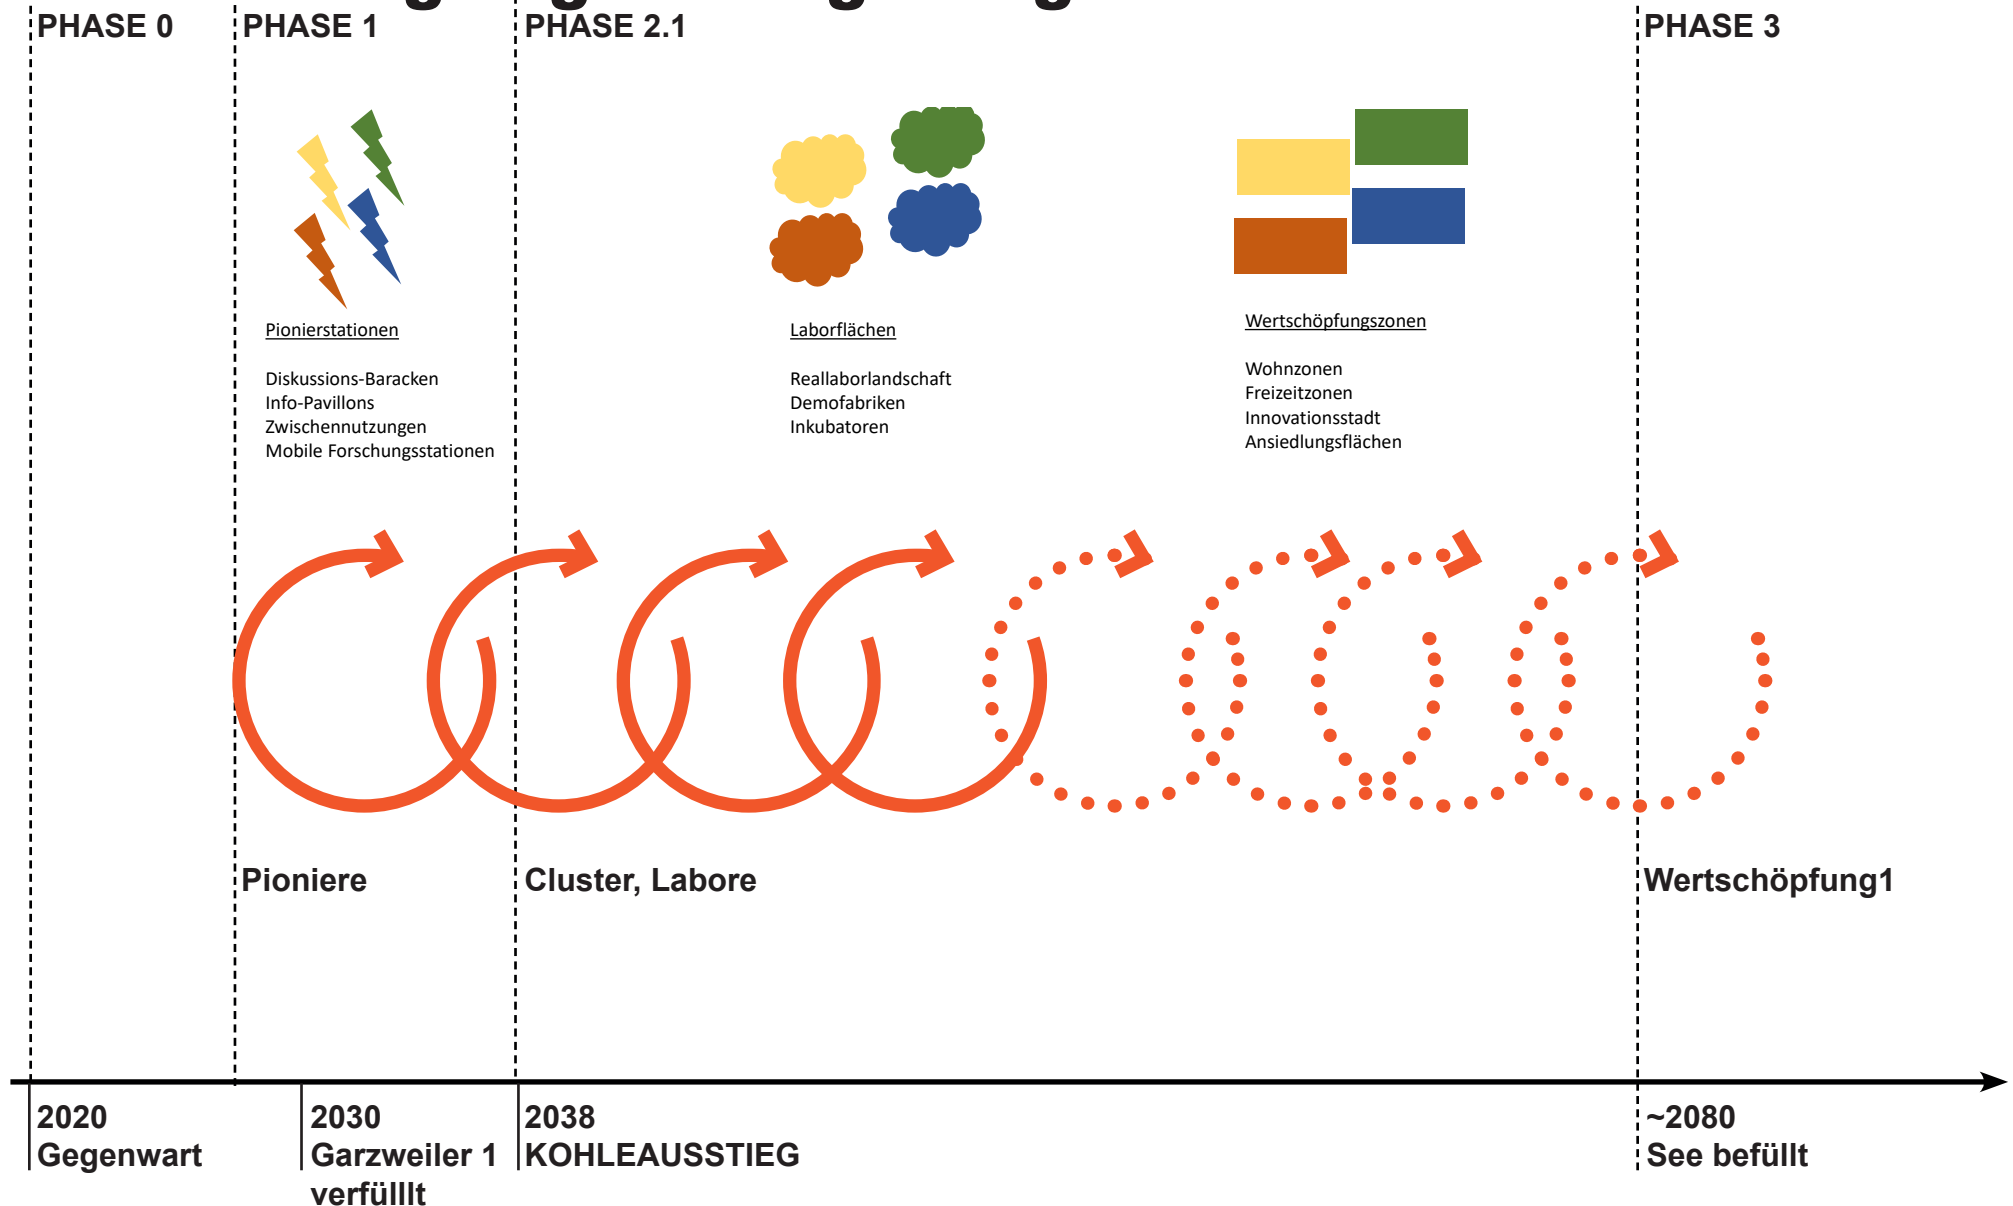 PHASE 0
PHASE 1
PHASE 2.1
PHASE 3
Pionierstationen
Diskussions-Baracken
Info-Pavillons
Zwischennutzungen
Mobile Forschungsstationen
Laborflächen
Reallaborlandschaft
Demofabriken
Inkubatoren
Wertschöpfungszonen
Wohnzonen
Freizeitzonen
Innovationsstadt
Ansiedlungsflächen
Pioniere
Cluster, Labore
Wertschöpfung1
2020
Gegenwart
2030
Garzweiler 1
verfülllt
2038
KOHLEAUSSTIEG
~2080
See befüllt